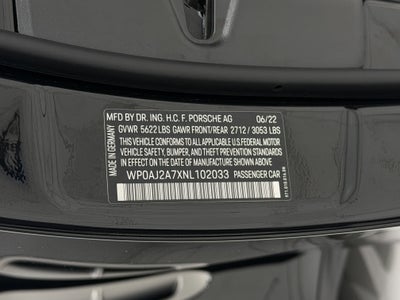 MFD BY DR. ING. H.C. F. PORSCHE AG 06/22
GVWR 5622 LBS GAWR FRONT/REAR 2712 / 3053 LBS
THIS VEHICLE CONFORMS TO ALL APPLICABLE U.S. FEDERAL
VEHICLE SAFETY, BUMPER, AND THEFT PREVENTION STANDARDS
IN EFFECT ON THE DATE OF MANUFACTURE SHOWN ABOVE.
WP0AJ2A7XNL102033 PASSENGER CAR
MADE IN GERMANY